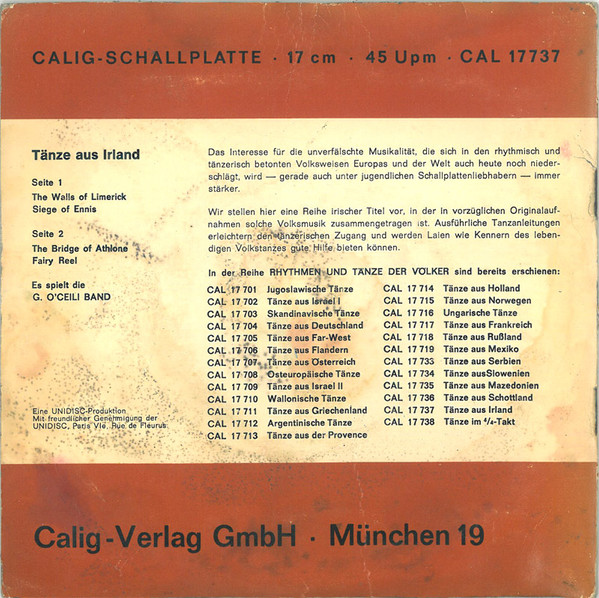 CALIG-SCHALLPLATTE · 17 cm · 45 Upm · CAL 17737
Tänze aus Irland
Seite 1
The Walls of Limerick
Siege of Ennis
Seite 2
The Bridge of Athlone
Fairy Reel
Es spielt die
G. O'CEILI BAND
Eine UNIDISC-Produktion
Mit freundlicher Genehmigung der
UNIDISC, Paris VIe, Rue de Fleurus
Das Interesse für die unverfälschte Musikalität, die sich in den rhythmisch und
tänzerisch betonten Volksweisen Europas und der Welt auch heute noch nieder-
schlägt, wird — gerade auch unter jugendlichen Schallplattenliebhabern — immer
stärker.
Wir stellen hier eine Reihe irischer Titel vor, in der In vorzüglichen Originalauf-
nahmen solche Volksmusik zusammengetragen ist. Ausführliche Tanzanleitungen
erleichtern den tänzerischen Zugang und werden Laien wie Kennern des leben-
digen Volkstanzes gute Hilfe bieten können.
In der Reihe RHYTHMEN UND TÄNZE DER VÖLKER sind bereits erschienen:
CAL 17 701 Jugoslawische Tänze
CAL 17 702 Tänze aus Israel I
CAL 17 703 Skandinavische Tänze
CAL 17 704 Tänze aus Deutschland
CAL 17 705 Tänze aus Far-West
CAL 17 706 Tänze aus Flandern
CAL 17 707 Tänze aus Österreich
CAL 17 708 Osteuropäische Tänze
CAL 17 709 Tänze aus Israel II
CAL 17 710 Wallonische Tänze
CAL 17 711 Tänze aus Griechenland
CAL 17 712 Argentinische Tänze
CAL 17 713 Tänze aus der Provence
CAL 17 714 Tänze aus Holland
CAL 17 715 Tänze aus Norwegen
CAL 17 716 Ungarische Tänze
CAL 17 717 Tänze aus Frankreich
CAL 17 718 Tänze aus Rußland
CAL 17 719 Tänze aus Mexiko
CAL 17 733 Tänze aus Serbien
CAL 17 734 Tänze ausSlowenien
CAL 17 735 Tänze aus Mazedonien
CAL 17 736 Tänze aus Schottland
CAL 17 737 Tänze aus Irland
CAL 17 738 Tänze im ⁴/₄-Takt
Calig-Verlag GmbH · München 19